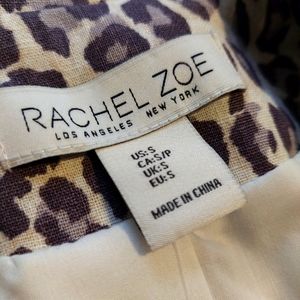 RACHEL ZOE
LOS ANGELES NEW YORK
US:S
CA:S/P
UK:S
EU:S
MADE IN CHINA